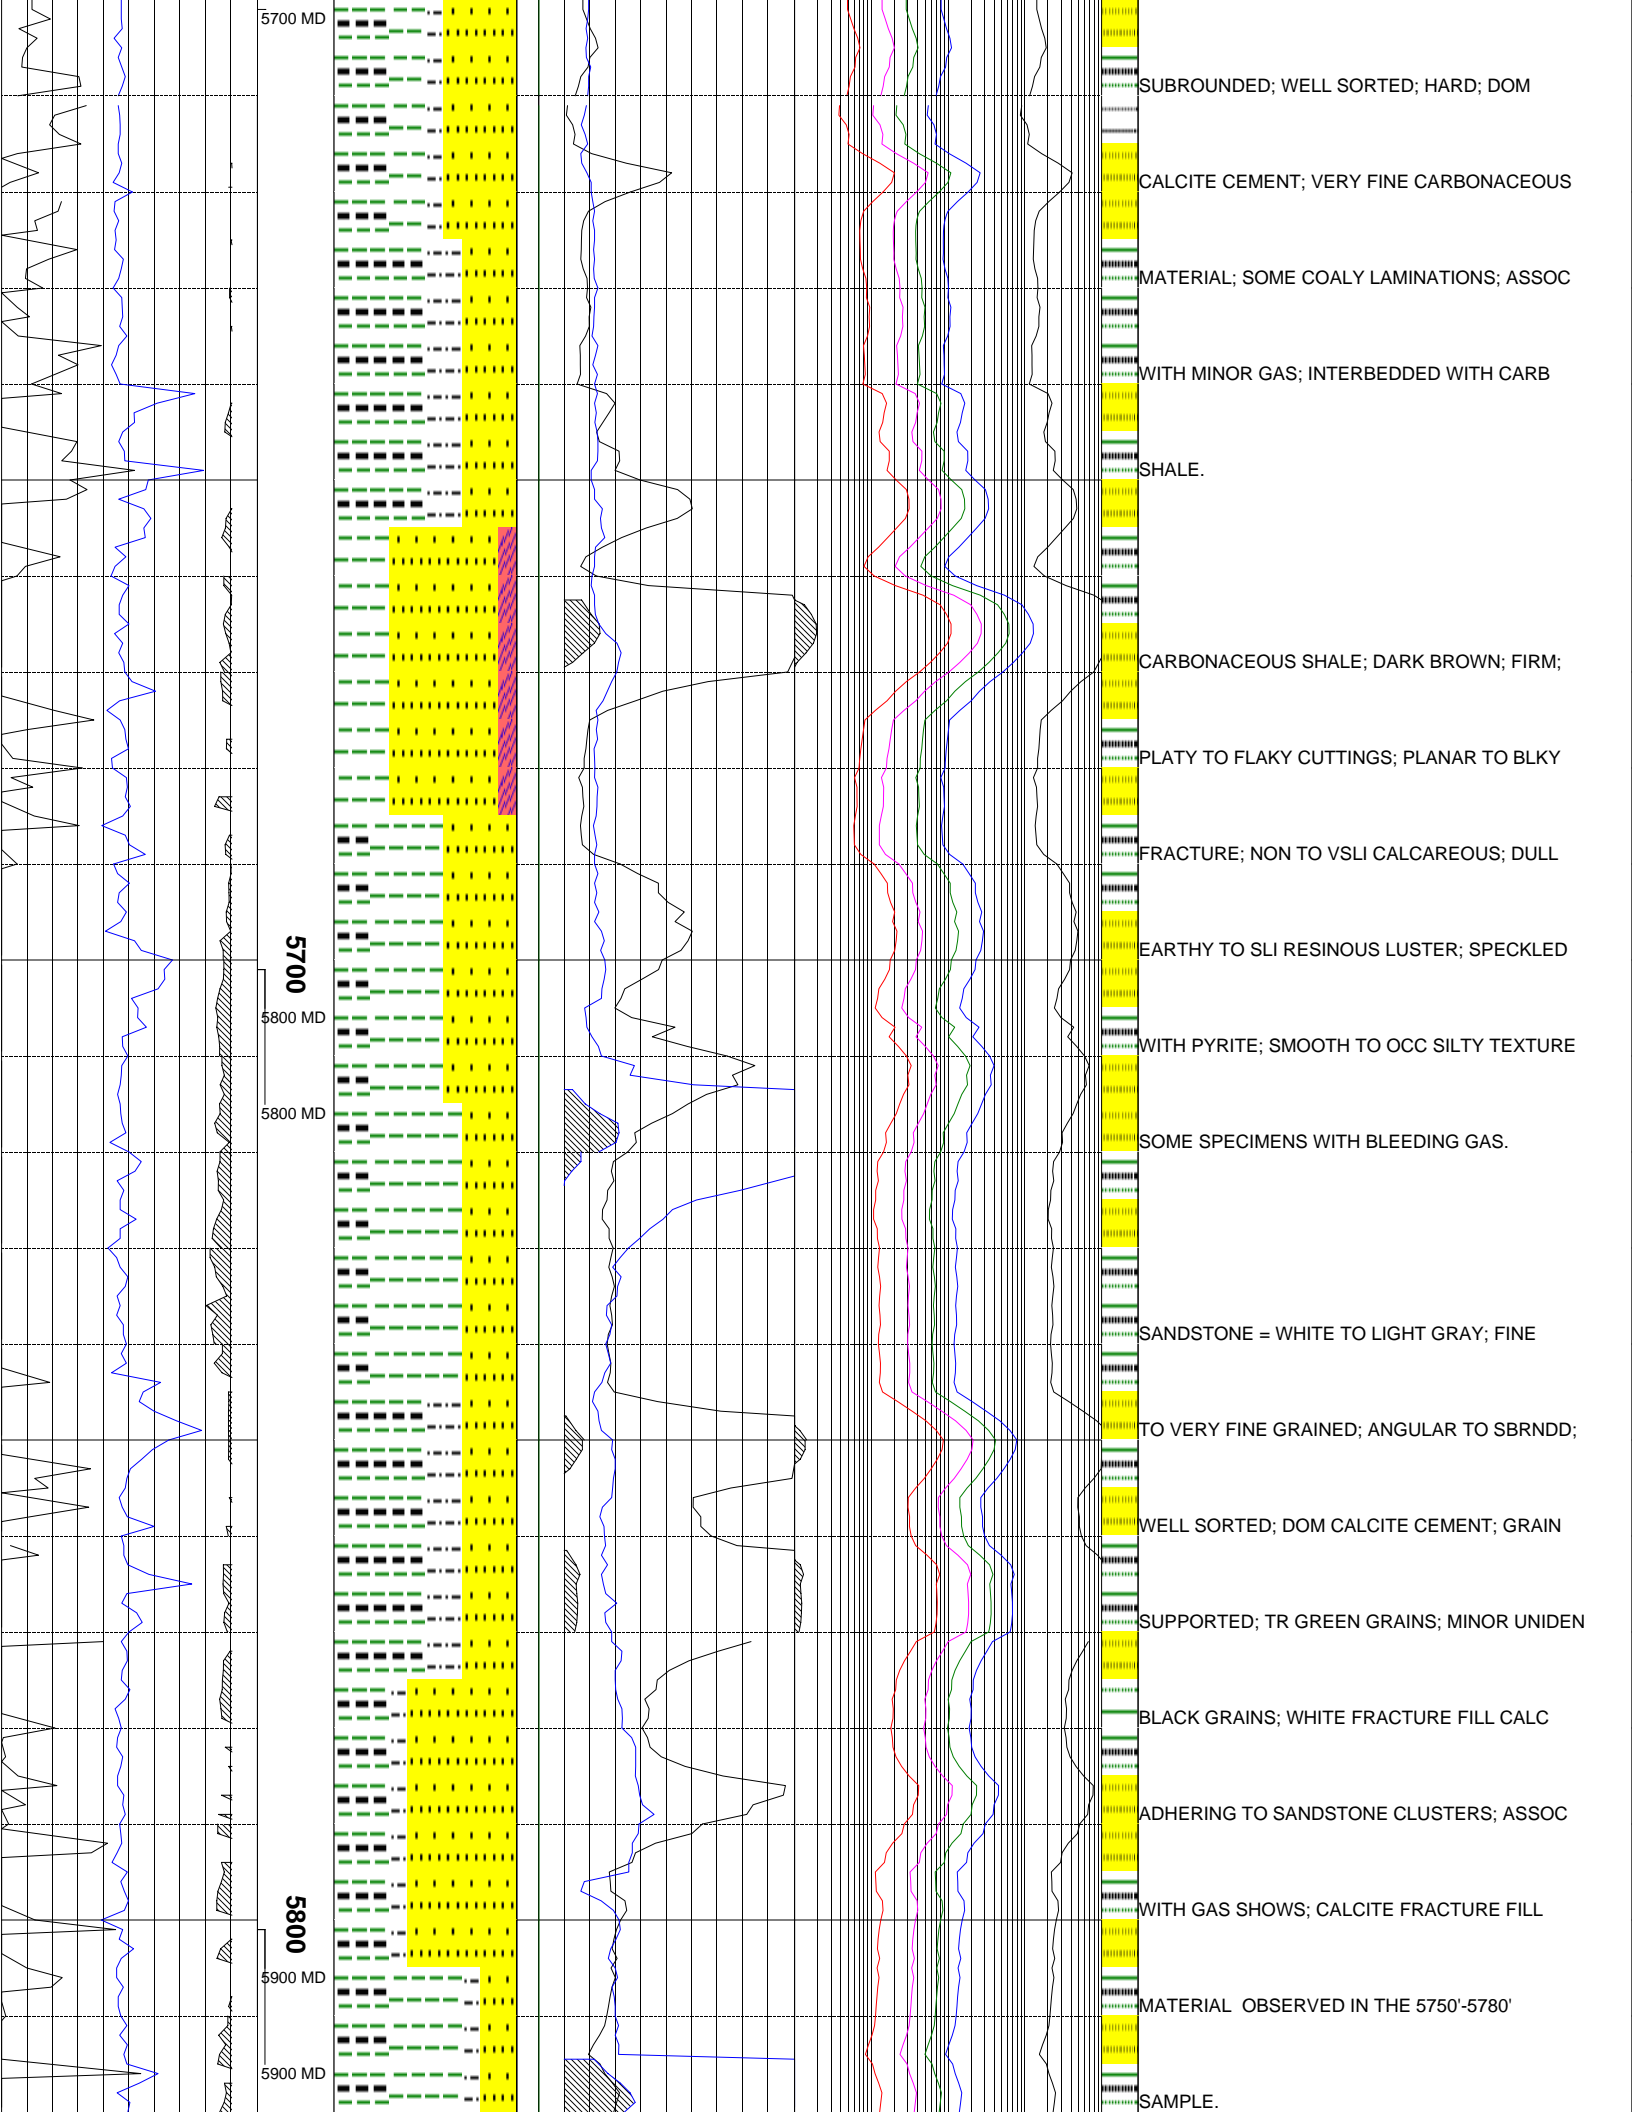 5700 MD
SUBROUNDED; WELL SORTED; HARD; DOM
CALCITE CEMENT; VERY FINE CARBONACEOUS
MATERIAL; SOME COALY LAMINATIONS; ASSOC
WITH MINOR GAS; INTERBEDDED WITH CARB
SHALE.
CARBONACEOUS SHALE; DARK BROWN; FIRM;
PLATY TO FLAKY CUTTINGS; PLANAR TO BLKY
FRACTURE; NON TO VSLI CALCAREOUS; DULL
EARTHY TO SLI RESINOUS LUSTER; SPECKLED
5700
5800 MD
WITH PYRITE; SMOOTH TO OCC SILTY TEXTURE
5800 MD
SOME SPECIMENS WITH BLEEDING GAS.
SANDSTONE = WHITE TO LIGHT GRAY; FINE
TO VERY FINE GRAINED; ANGULAR TO SBRNDD;
WELL SORTED; DOM CALCITE CEMENT; GRAIN
SUPPORTED; TR GREEN GRAINS; MINOR UNIDEN
BLACK GRAINS; WHITE FRACTURE FILL CALC
ADHERING TO SANDSTONE CLUSTERS; ASSOC
WITH GAS SHOWS; CALCITE FRACTURE FILL
5800
5900 MD
MATERIAL  OBSERVED IN THE 5750'-5780'
5900 MD
SAMPLE.